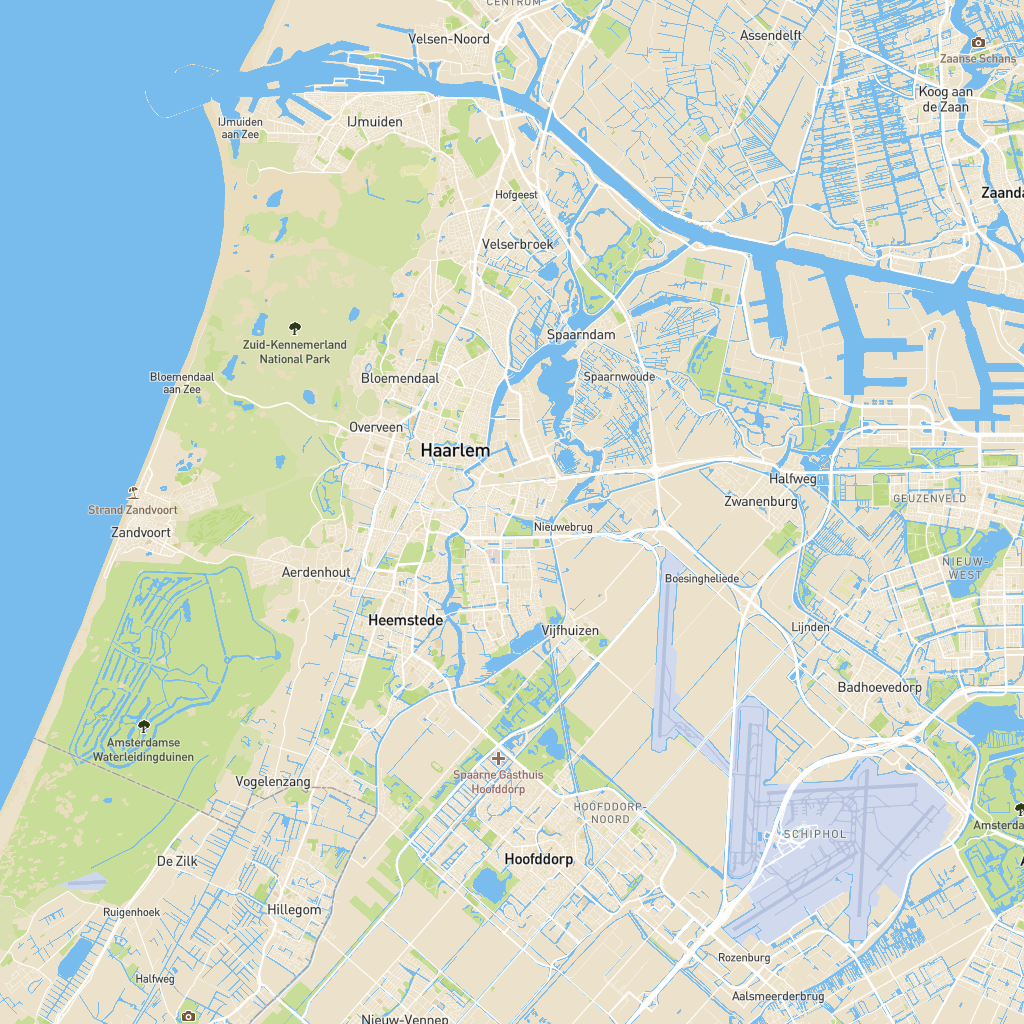 CENTRUM
Velsen-Noord
Assendelft
Zaanse Schans
Koog aan
de Zaan
IJmuiden
aan Zee
IJmuiden
Hofgeest
Zaanda
Velserbroek
Zuid-Kennemerland
National Park
Spaarndam
Bloemendaal
aan Zee
Bloemendaal
Spaarnwoude
Overveen
Haarlem
Halfweg
Strand Zandvoort
Zandvoort
Zwanenburg
GEUZENVELD
Nieuwebrug
NIEUW-
WEST
Aerdenhout
Boesingheliede
Heemstede
Vijfhuizen
Lijnden
Badhoevedorp
Amsterdamse
Waterleidingduinen
Vogelenzang
Spaarne Gasthuis
Hoofddorp
HOOFDDORP-
NOORD
SCHIPHOL
Amsterda
De Zilk
Hoofddorp
A
Ruigenhoek
Hillegom
Halfweg
Rozenburg
Aalsmeerderbrug
Nieuw-Vennep